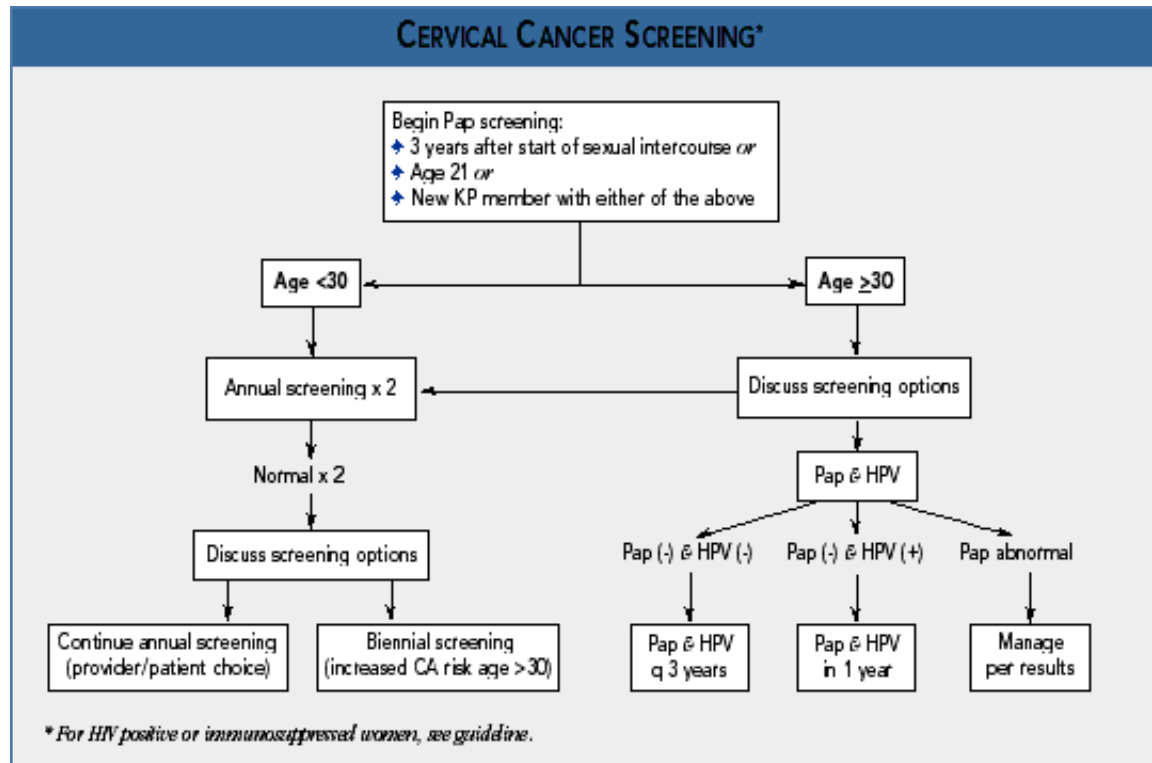 CERVICAL CANCER SCREENING*
Begin Pap screening:
3 years after start of sexual intercourse or
Age 21 or
New KP member with either of the above
Age <30
Age ≥30
Annual screening x 2
Discuss screening options
Normal x 2
Pap & HPV
Discuss screening options
Pap (-) & HPV (-)
Pap (-) & HPV (+)
Pap abnormal
Continue annual screening
(provider/patient choice)
Biennial screening
(increased CA risk age >30)
Pap & HPV
q 3 years
Pap & HPV
in 1 year
Manage
per results
* For HIV positive or immunosuppressed women, see guideline.